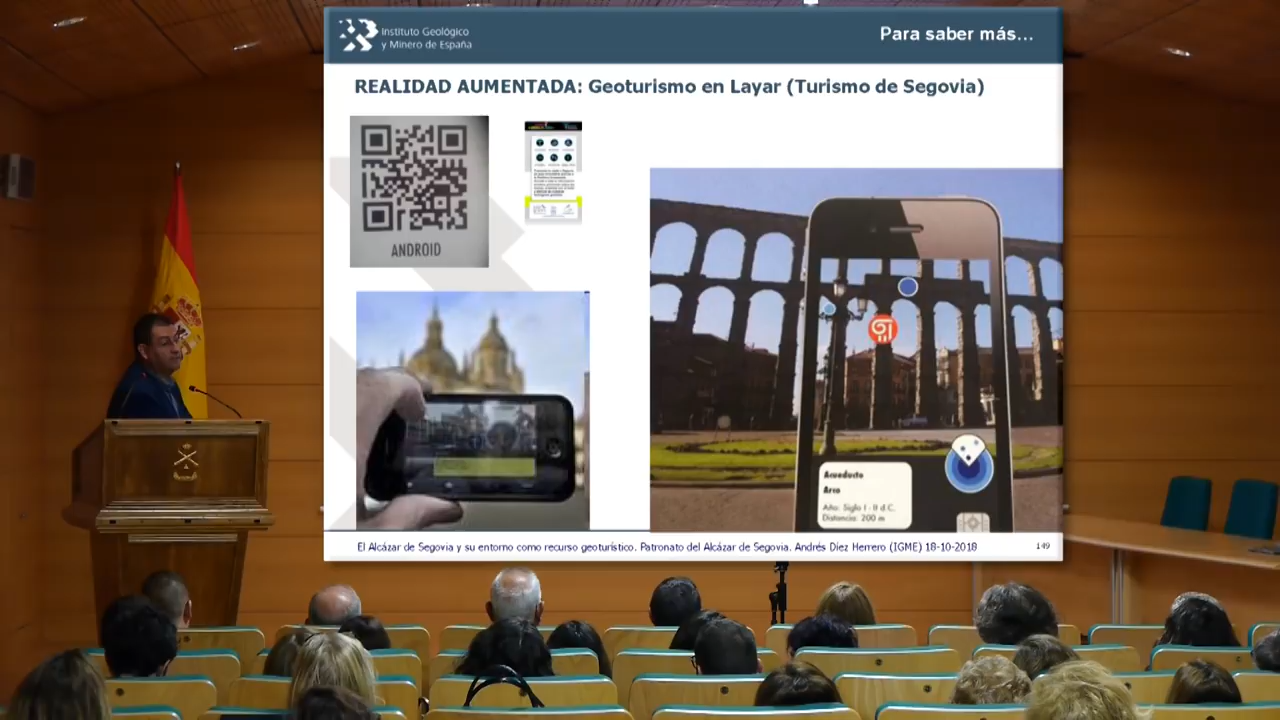 Instituto Geológico
y Minero de España
Para saber más...
REALIDAD AUMENTADA: Geoturismo en Layar (Turismo de Segovia)
ANDROID
Acueducto
Arco
Año: Siglo I - II d.C.
Distancia: 200 m
El Alcázar de Segovia y su entorno como recurso geoturístico. Patronato del Alcázar de Segovia. Andrés Díez Herrero (IGME) 18-10-2018
149